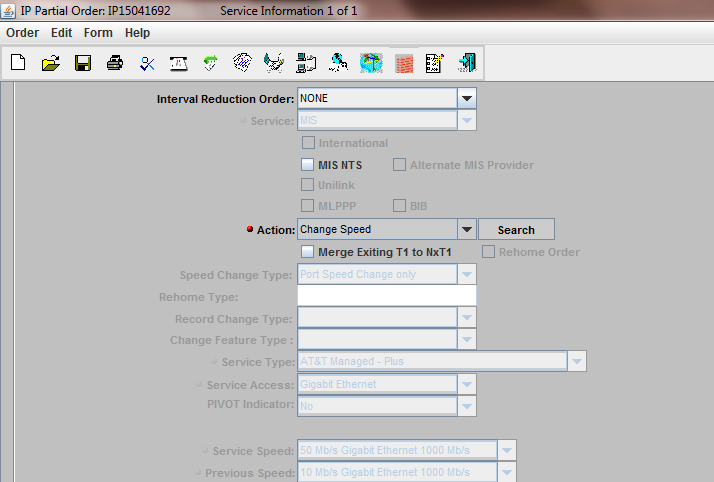 IP Partial Order: IP15041692 Service Information 1 of 1
Order Edit Form Help
Interval Reduction Order: NONE
Service: MIS
International
MIS NTS Alternate MIS Provider
Unilink
MLPPP BIB
Action: Change Speed Search
Merge Exiting T1 to NxT1 Rehome Order
Speed Change Type: Port Speed Change only
Rehome Type:
Record Change Type:
Change Feature Type :
Service Type: AT&T Managed - Plus
Service Access: Gigabit Ethernet
PIVOT Indicator: No
Service Speed: 50 Mb/s Gigabit Ethernet 1000 Mb/s
Previous Speed: 10 Mb/s Gigabit Ethernet 1000 Mb/s